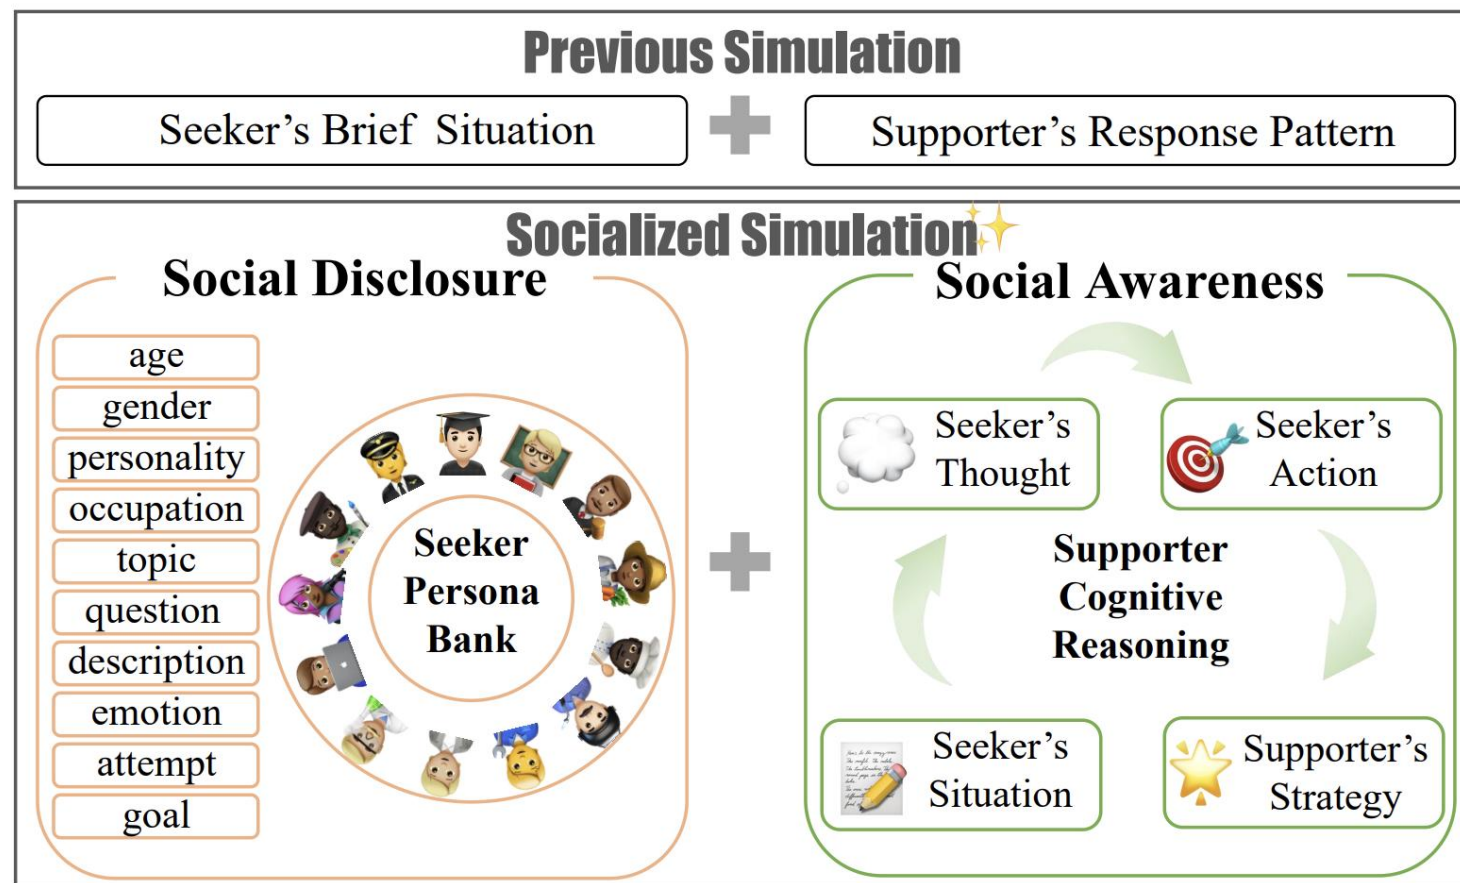 Previous Simulation
Seeker's Brief Situation
Supporter's Response Pattern
Socialized Simulation
Social Disclosure
age
gender
personality
occupation
topic
question
description
emotion
attempt
goal
Seeker
Persona
Bank
Social Awareness
Seeker's
Thought
Seeker's
Action
Supporter
Cognitive
Reasoning
Seeker's
Situation
Supporter's
Strategy